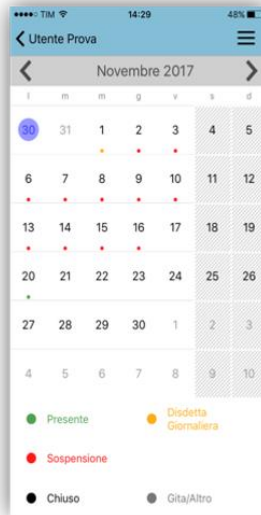 TIM 14:29 48%
Utente Prova
Novembre 2017
l m m g v s d
30 31 1 2 3 4 5
6 7 8 9 10 11 12
13 14 15 16 17 18 19
20 21 22 23 24 25 26
27 28 29 30 1 2 3
4 5 6 7 8 9 10
Presente Disdetta
Giornaliera
Sospensione
Chiuso Gita/Altro